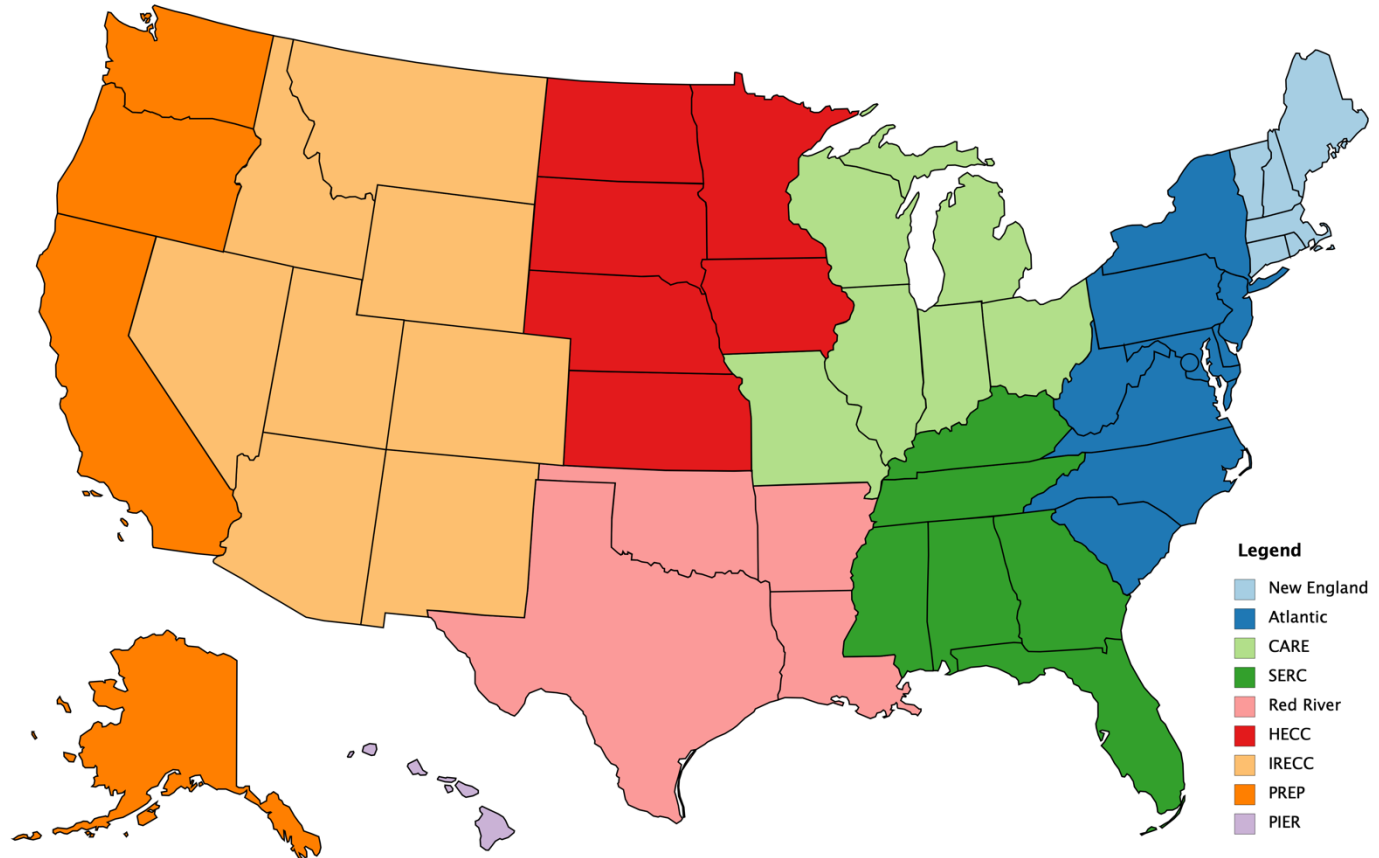 Legend
New England
Atlantic
CARE
SERC
Red River
HECC
IRECC
PREP
PIER